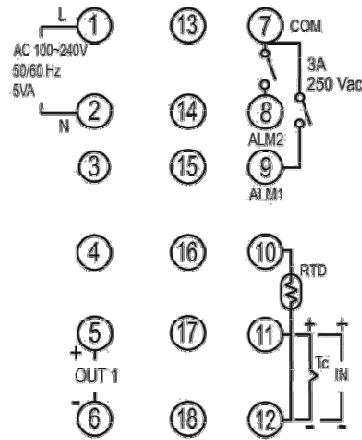 L 1 13 7 COM
AC 100~240V
50/60 Hz
5VA
3A
250 Vac
N 2 14 8
ALM2
3 15 9
ALM1
4 16 10
RTD
5 17 11 + +
+
OUT 1
Tc IN
-
6 18 12 - -